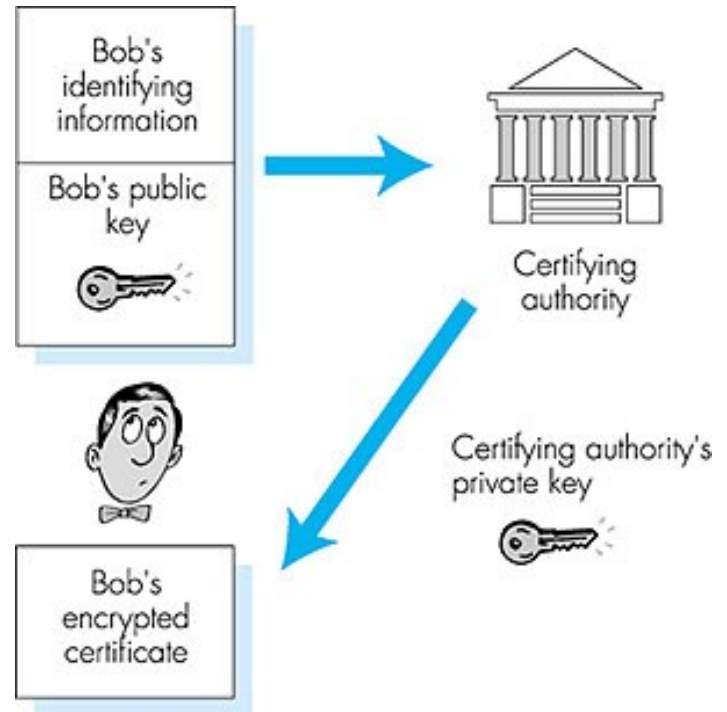 Bob's
identifying
information
Bob's public
key
Certifying
authority
Certifying authority's
private key
Bob's
encrypted
certificate